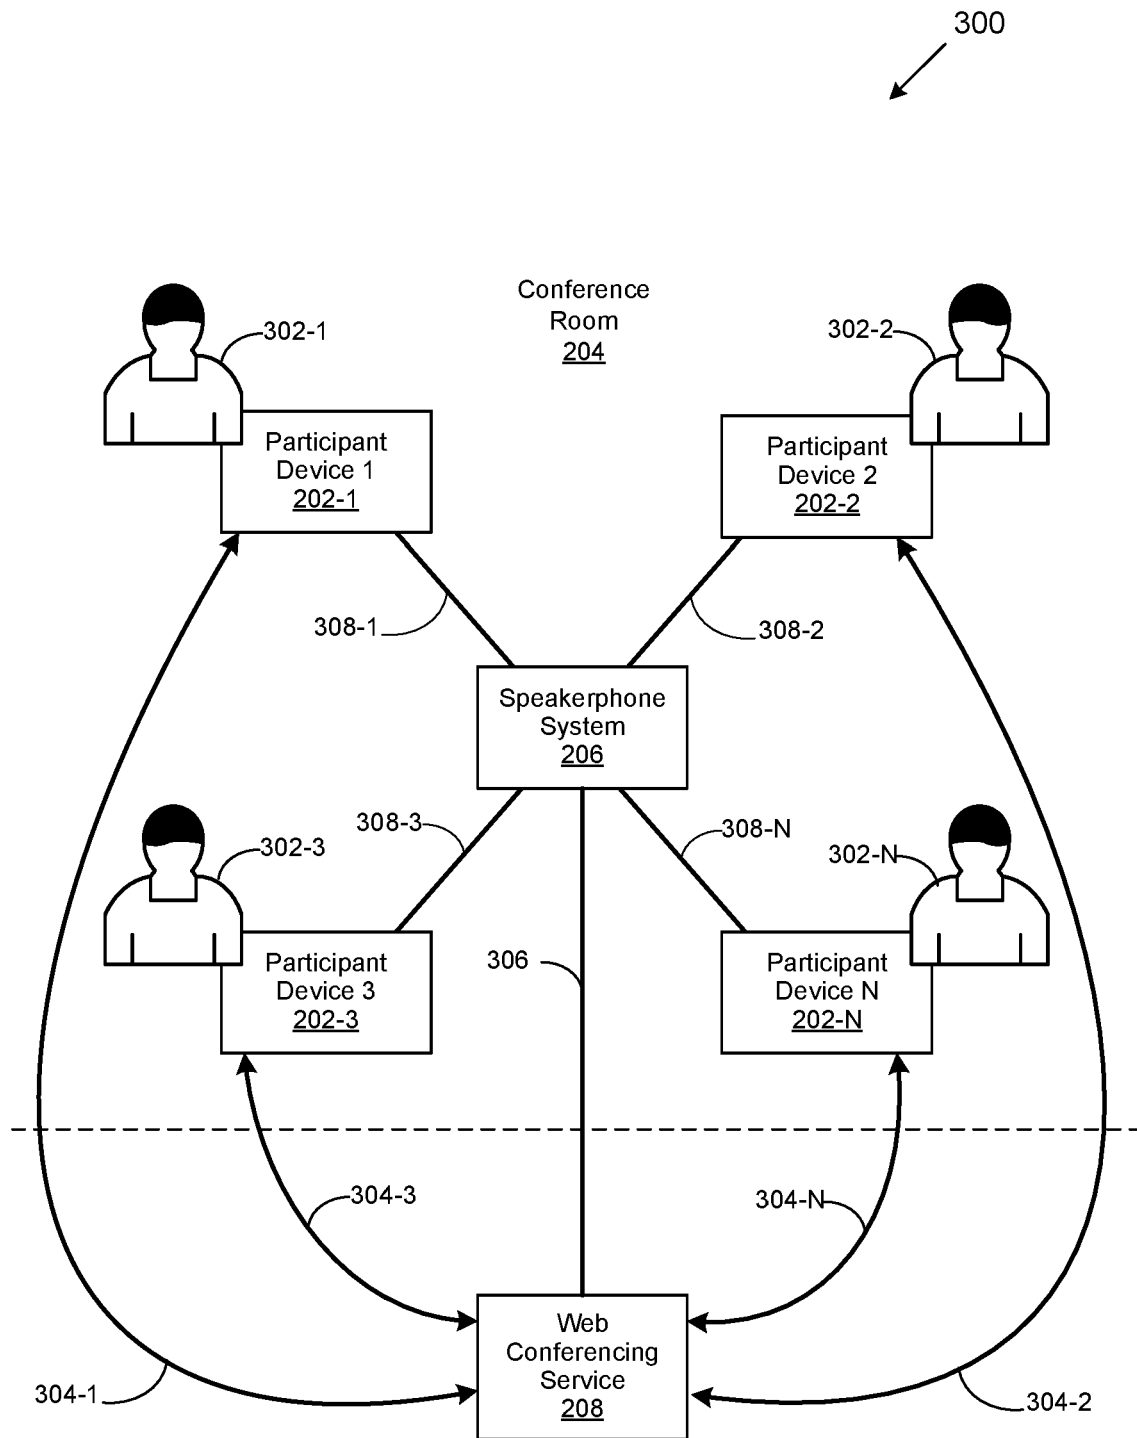 300
Conference
Room
204
302-1
302-2
Participant
Device 1
202-1
Participant
Device 2
202-2
308-1
308-2
Speakerphone
System
206
308-3
308-N
302-3
302-N
Participant
Device 3
202-3
306
Participant
Device N
202-N
304-3
304-N
Web
Conferencing
Service
208
304-1
304-2